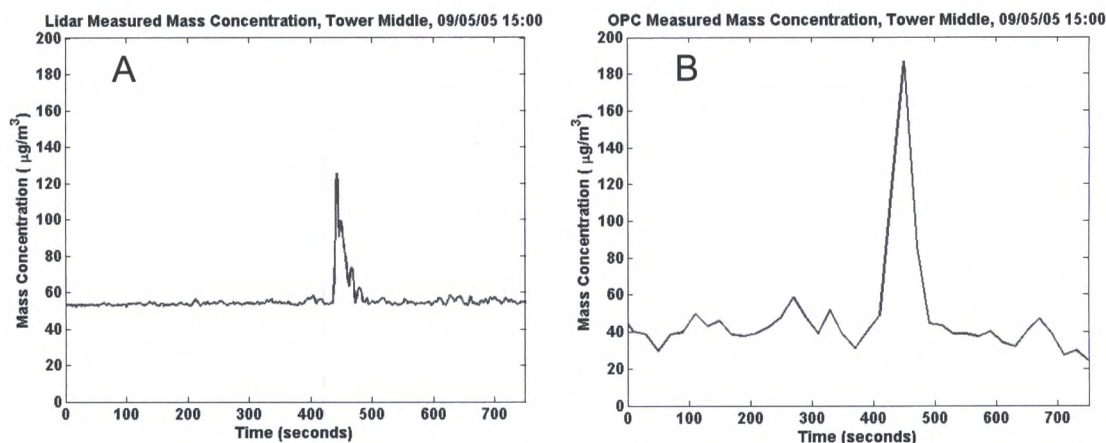 Lidar Measured Mass Concentration, Tower Middle, 09/05/05 15:00
A
200
180
160
140
120
100
80
60
40
20
0
Mass Concentration ( μg/m³)
0 100 200 300 400 500 600 700
Time (seconds)
OPC Measured Mass Concentration, Tower Middle, 09/05/05 15:00
B
200
180
160
140
120
100
80
60
40
20
0
Mass Concentration ( μg/m³)
0 100 200 300 400 500 600 700
Time (seconds)